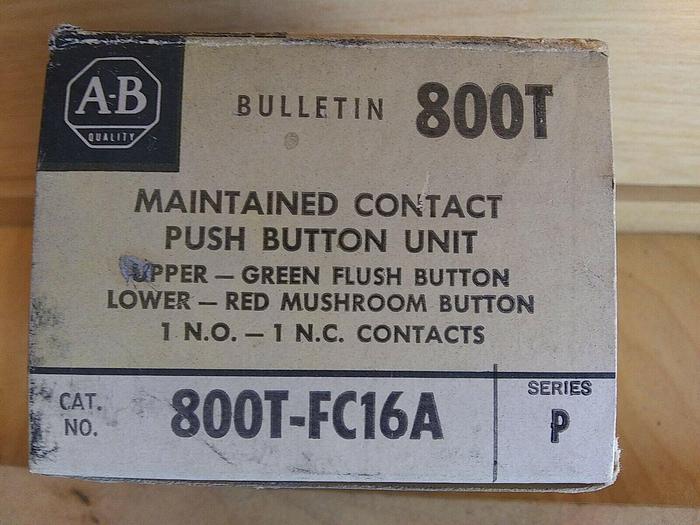 A-B
QUALITY
BULLETIN 800T
MAINTAINED CONTACT
PUSH BUTTON UNIT
UPPER — GREEN FLUSH BUTTON
LOWER — RED MUSHROOM BUTTON
1 N.O. — 1 N.C. CONTACTS
CAT. NO. 800T-FC16A
SERIES P